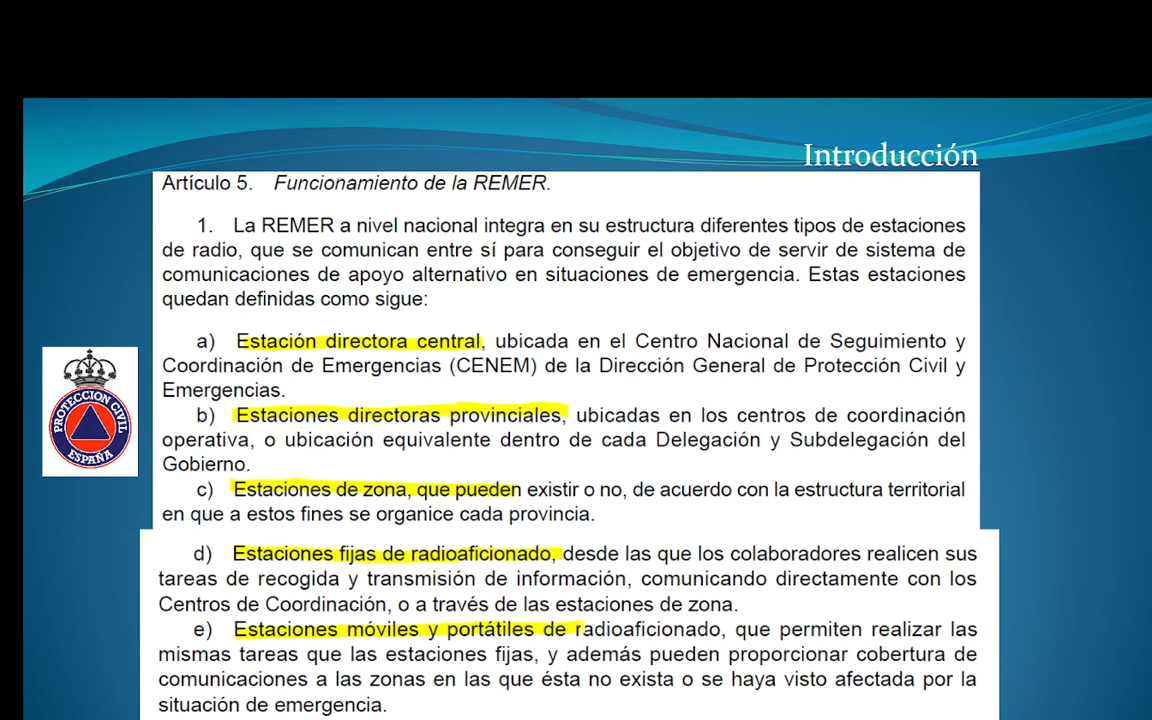 Introducción
Artículo 5. Funcionamiento de la REMER.
1. La REMER a nivel nacional integra en su estructura diferentes tipos de estaciones
de radio, que se comunican entre sí para conseguir el objetivo de servir de sistema de
comunicaciones de apoyo alternativo en situaciones de emergencia. Estas estaciones
quedan definidas como sigue:
a) Estación directora central, ubicada en el Centro Nacional de Seguimiento y
Coordinación de Emergencias (CENEM) de la Dirección General de Protección Civil y
Emergencias.
b) Estaciones directoras provinciales, ubicadas en los centros de coordinación
operativa, o ubicación equivalente dentro de cada Delegación y Subdelegación del
Gobierno.
c) Estaciones de zona, que pueden existir o no, de acuerdo con la estructura territorial
en que a estos fines se organice cada provincia.
d) Estaciones fijas de radioaficionado, desde las que los colaboradores realicen sus
tareas de recogida y transmisión de información, comunicando directamente con los
Centros de Coordinación, o a través de las estaciones de zona.
e) Estaciones móviles y portátiles de radioaficionado, que permiten realizar las
mismas tareas que las estaciones fijas, y además pueden proporcionar cobertura de
comunicaciones a las zonas en las que ésta no exista o se haya visto afectada por la
situación de emergencia.
PROTECCION CIVIL
ESPAÑA